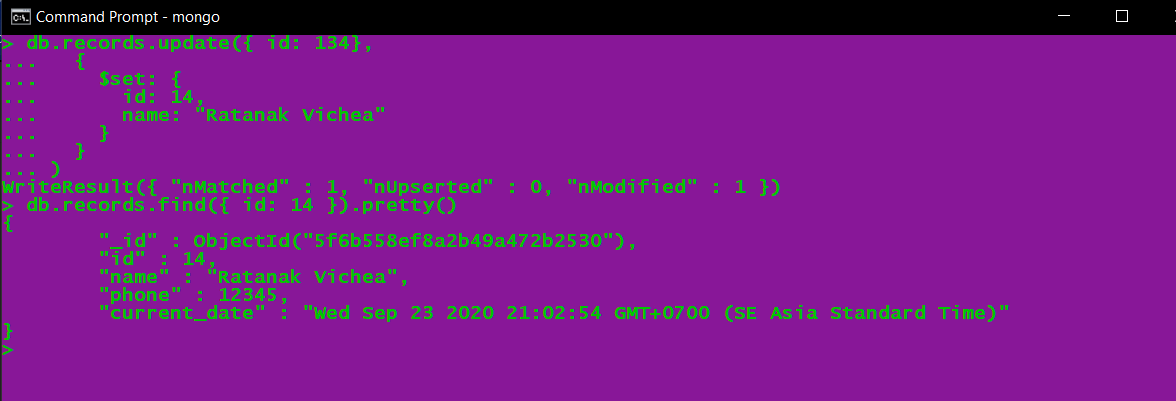 Command Prompt - mongo
> db.records.update({ id: 134},
...   {
...     $set: {
...       id: 14,
...       name: "Ratanak Vichea"
...     }
...   }
... )
WriteResult({ "nMatched" : 1, "nUpserted" : 0, "nModified" : 1 })
> db.records.find({ id: 14 }).pretty()
{
        "_id" : ObjectId("5f6b558ef8a2b49a472b2530"),
        "id" : 14,
        "name" : "Ratanak Vichea",
        "phone" : 12345,
        "current_date" : "Wed Sep 23 2020 21:02:54 GMT+0700 (SE Asia Standard Time)"
}
>